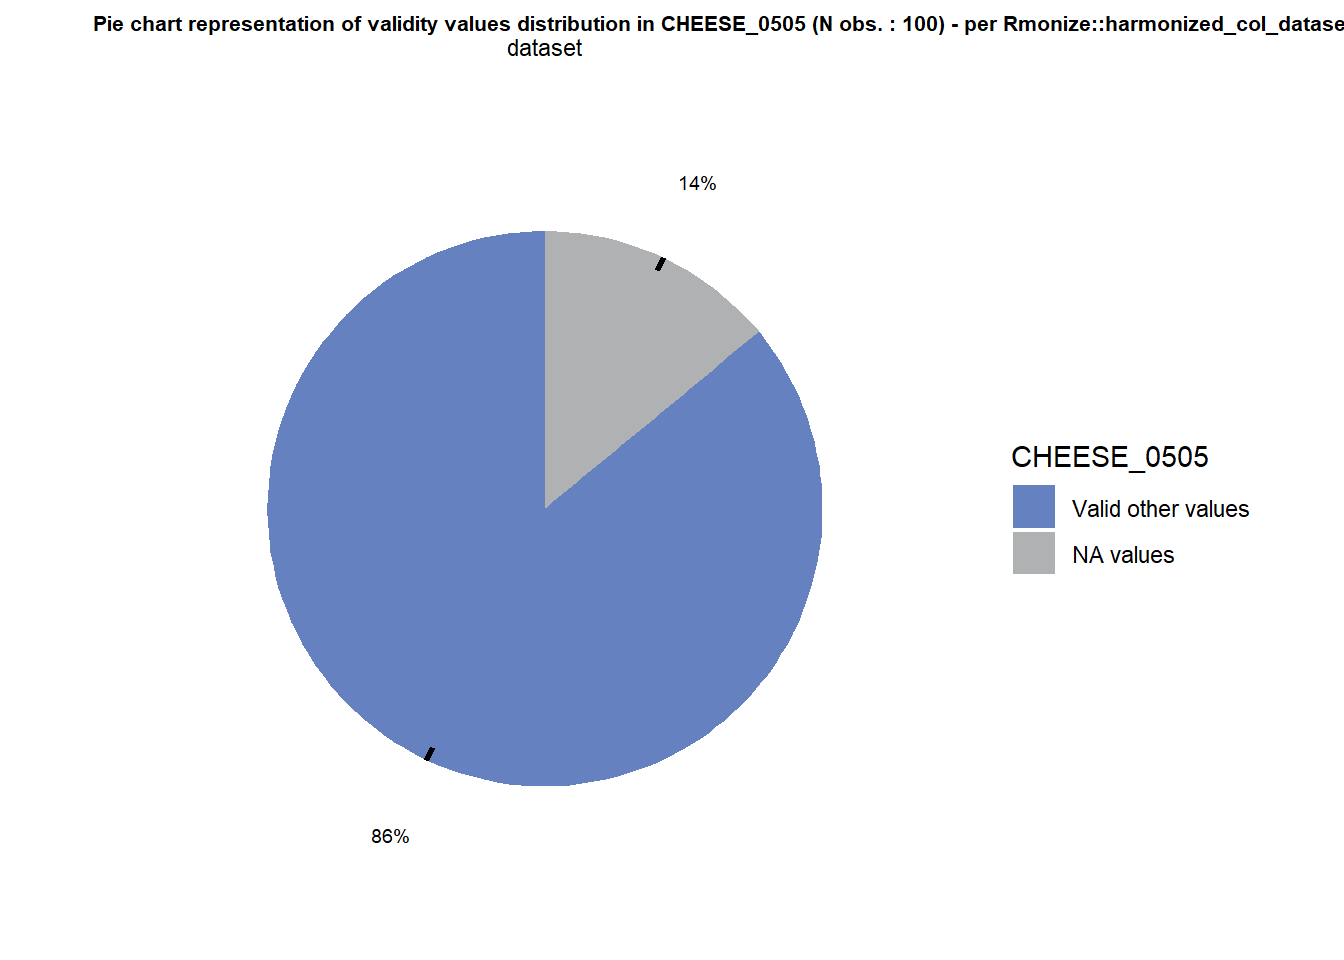 Pie chart representation of validity values distribution in CHEESE_0505 (N obs. : 100) - per Rmonize::harmonized_col_datase
dataset
14%
CHEESE_0505
Valid other values
NA values
86%